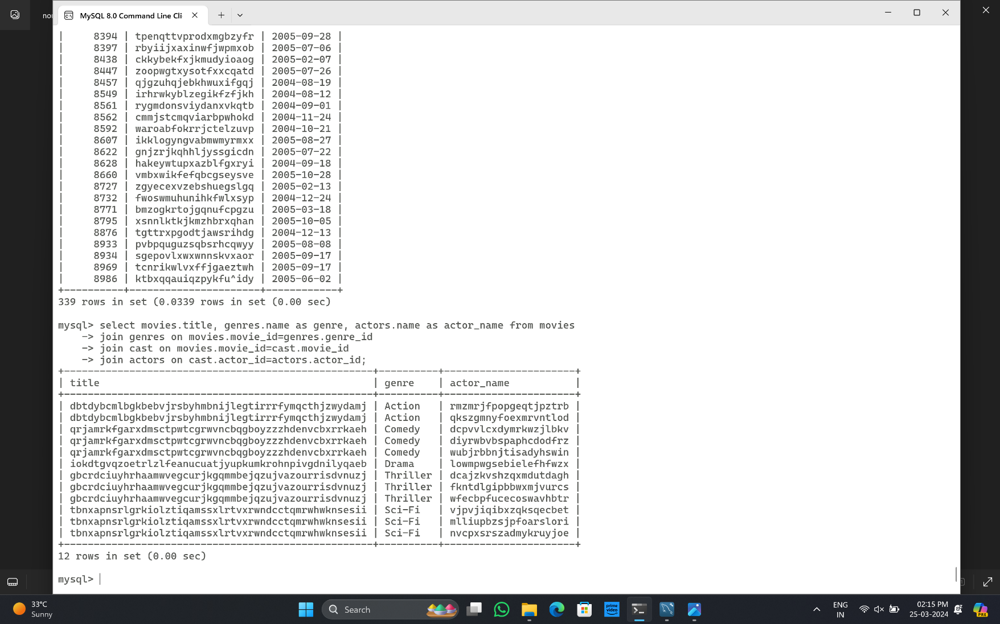 nor
MySQL 8.0 Command Line Cli
|     8394 | tpenqttvprodxmgbzyfr | 2005-09-28 |
|     8397 | rbyiijxaxinwfjwpmxob | 2005-07-06 |
|     8438 | ckkybekfxjkmudyioaog | 2005-02-07 |
|     8447 | zoopwgtxysotfxxcqatd | 2005-07-26 |
|     8457 | qjgzuhqjebkhwuxifgqj | 2004-08-19 |
|     8549 | irhrwkyblzegikfzfjkh | 2004-08-12 |
|     8561 | rygmdonsviydanxvkqtb | 2004-09-01 |
|     8562 | cmmjstcmqviarbpwhokd | 2004-11-24 |
|     8592 | waroabfokrrjctelzuvp | 2004-10-21 |
|     8607 | ikklogyngvabmwmyrmxx | 2005-08-27 |
|     8622 | gnjzrjkqhhljyssgicdn | 2005-07-22 |
|     8628 | hakeywtupxazblfgxryi | 2004-09-18 |
|     8660 | vmbxwikfefqbcgseysve | 2005-10-28 |
|     8727 | zgyecexvzebshuegslgq | 2005-02-13 |
|     8732 | fwoswmuhunihkfwlxsyp | 2004-12-24 |
|     8771 | bmzogkrtojgqnufcpgzu | 2005-03-18 |
|     8795 | xsnnlktkjkmzhbrxqhan | 2005-10-05 |
|     8876 | tgttrxpgodtjawsrihdg | 2004-12-13 |
|     8933 | pvbpquguzsqbsrhcqwyy | 2005-08-08 |
|     8934 | sgepovlxwxwnnskvxaor | 2005-09-17 |
|     8969 | tcnrikwlvxffjgaeztwh | 2005-09-17 |
|     8986 | ktbxqqauiqzpykfu^idy | 2005-06-02 |
+----------+----------------------+------------+
339 rows in set (0.0339 rows in set (0.00 sec)
mysql> select movies.title, genres.name as genre, actors.name as actor_name from movies
    -> join genres on movies.movie_id=genres.genre_id
    -> join cast on movies.movie_id=cast.movie_id
    -> join actors on cast.actor_id=actors.actor_id;
+----------------------------------------------------+----------+----------------------+
| title                                              | genre    | actor_name           |
+----------------------------------------------------+----------+----------------------+
| dbtdybcmlbgkbebvjrsbyhmbnijlegtirrrfymqcthjzwydamj | Action   | rmzmrjfpopgeqtjpztrb |
| dbtdybcmlbgkbebvjrsbyhmbnijlegtirrrfymqcthjzwydamj | Action   | qkszgmnyfoexmrvntlod |
| qrjamrkfgarxdmsctpwtcgrwvncbqgboyzzzhdenvcbxrrkaeh | Comedy   | dcpvvlcxdymrkwzjlbkv |
| qrjamrkfgarxdmsctpwtcgrwvncbqgboyzzzhdenvcbxrrkaeh | Comedy   | diyrwbvbspaphcdodfrz |
| qrjamrkfgarxdmsctpwtcgrwvncbqgboyzzzhdenvcbxrrkaeh | Comedy   | wubjrbbnjtisadyhswin |
| iokdtgvqzoetrlzlfeanucuatjyupkumkrohnpivgdnilyqaeb | Drama    | lowmpwgsebielefhfwzx |
| gbcrdciuyhrhaamwvegcurjkgqmmbejqzujvazourrisdvnuzj | Thriller | dcajzkvshzqxmdutdagh |
| gbcrdciuyhrhaamwvegcurjkgqmmbejqzujvazourrisdvnuzj | Thriller | fkntdlgipbbwxmjvurcs |
| gbcrdciuyhrhaamwvegcurjkgqmmbejqzujvazourrisdvnuzj | Thriller | wfecbpfucecoswavhbtr |
| tbnxapnsrlgrkiolztiqamssxlrtvxrwndcctqmrwhwknsesii | Sci-Fi   | vjpvjiqibxzqksqecbet |
| tbnxapnsrlgrkiolztiqamssxlrtvxrwndcctqmrwhwknsesii | Sci-Fi   | mlliupbzsjpfoarslori |
| tbnxapnsrlgrkiolztiqamssxlrtvxrwndcctqmrwhwknsesii | Sci-Fi   | nvcpxsrszadmykruyjoe |
+----------------------------------------------------+----------+----------------------+
12 rows in set (0.00 sec)
mysql>
33°C
Sunny
Search
prime video
ENG
IN
02:15 PM
25-03-2024
PRE